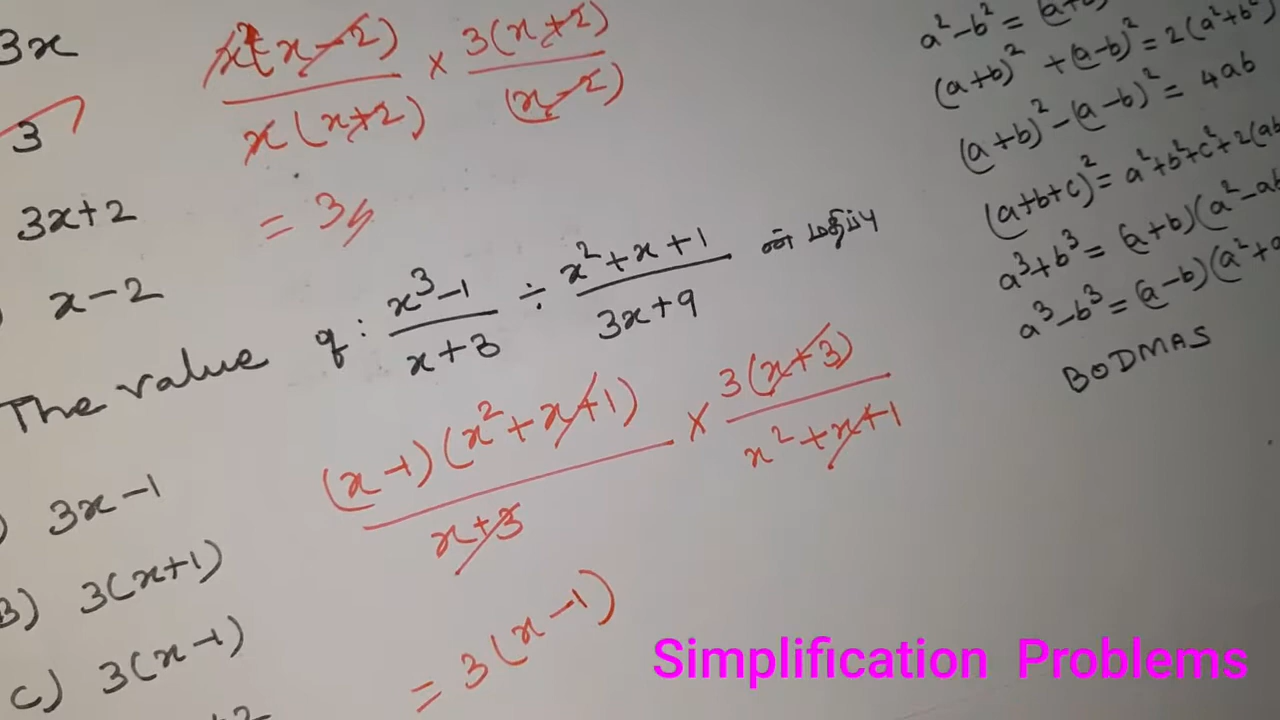 3x
3
3x+2
x-2
x²(x-2)/x(x+2) × 3(x+2)/(x-2)
= 3
The value of: x³-1/x+3 ÷ x²+x+1/3x+9 ன் மதிப்பு
3x-1
B) 3(x+1)
C) 3(x-1)
(x-1)(x²+x+1)/x+3 × 3(x+3)/x²+x+1
= 3(x-1)
a²-b² =
(a+b)² + (a-b)² = 2(a²+b²)
(a+b)² - (a-b)² = 4ab
(a+b+c)² = a²+b²+c²+2(ab
a³+b³ = (a+b)(a²-ab
a³-b³ = (a-b)(a²+a
BODMAS
Simplification Problems